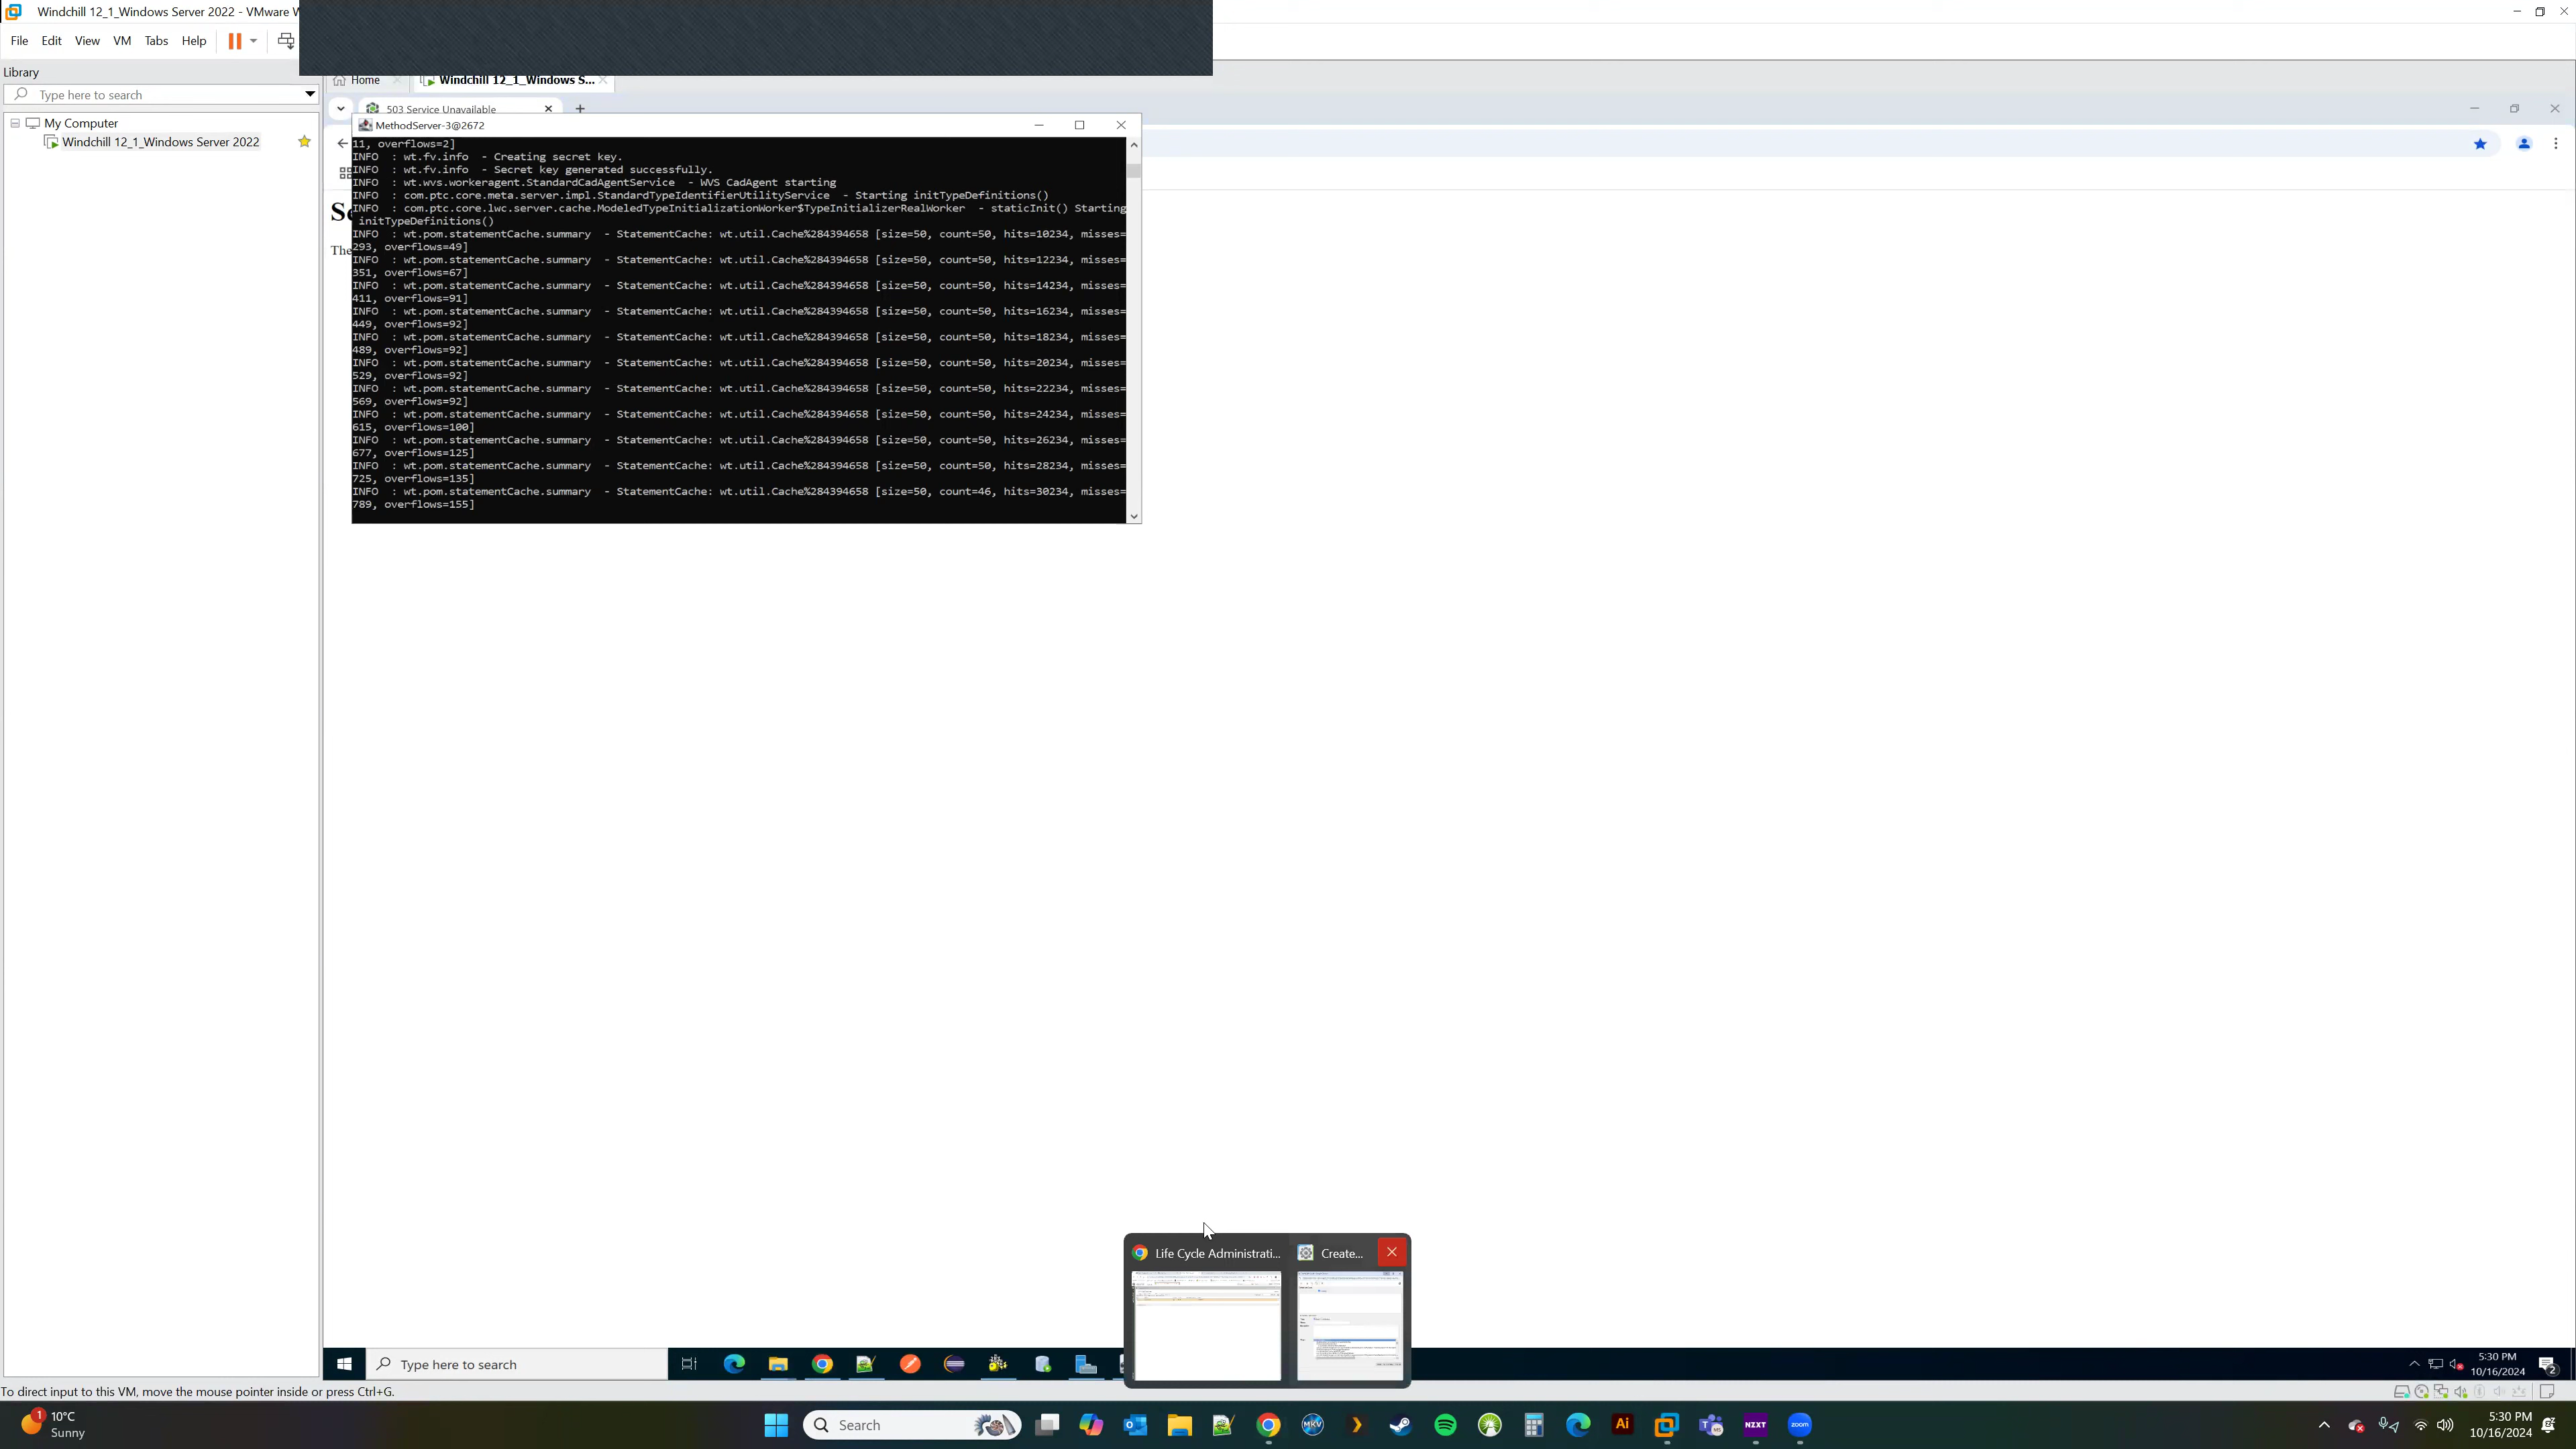 Windchill 12_1_Windows Server 2022 - VMware W
File Edit View VM Tabs Help
Library
Type here to search
My Computer
Windchill 12_1_Windows Server 2022
Home
Windchill 12_1_Windows S...
503 Service Unavailable
MethodServer-3@2672
11, overflows=2]
INFO : wt.fv.info - Creating secret key.
INFO : wt.fv.info - Secret key generated successfully.
INFO : wt.wvs.workeragent.StandardCadAgentService - WVS CadAgent starting
INFO : com.ptc.core.meta.server.impl.StandardTypeIdentifierUtilityService - Starting initTypeDefinitions()
INFO : com.ptc.core.lwc.server.cache.ModeledTypeInitializationWorker$TypeInitializerRealWorker - staticInit() Starting
initTypeDefinitions()
INFO : wt.pom.statementCache.summary - StatementCache: wt.util.Cache%284394658 [size=50, count=50, hits=10234, misses=
293, overflows=49]
INFO : wt.pom.statementCache.summary - StatementCache: wt.util.Cache%284394658 [size=50, count=50, hits=12234, misses=
351, overflows=67]
INFO : wt.pom.statementCache.summary - StatementCache: wt.util.Cache%284394658 [size=50, count=50, hits=14234, misses=
411, overflows=91]
INFO : wt.pom.statementCache.summary - StatementCache: wt.util.Cache%284394658 [size=50, count=50, hits=16234, misses=
449, overflows=92]
INFO : wt.pom.statementCache.summary - StatementCache: wt.util.Cache%284394658 [size=50, count=50, hits=18234, misses=
489, overflows=92]
INFO : wt.pom.statementCache.summary - StatementCache: wt.util.Cache%284394658 [size=50, count=50, hits=20234, misses=
529, overflows=92]
INFO : wt.pom.statementCache.summary - StatementCache: wt.util.Cache%284394658 [size=50, count=50, hits=22234, misses=
569, overflows=92]
INFO : wt.pom.statementCache.summary - StatementCache: wt.util.Cache%284394658 [size=50, count=50, hits=24234, misses=
615, overflows=100]
INFO : wt.pom.statementCache.summary - StatementCache: wt.util.Cache%284394658 [size=50, count=50, hits=26234, misses=
677, overflows=125]
INFO : wt.pom.statementCache.summary - StatementCache: wt.util.Cache%284394658 [size=50, count=50, hits=28234, misses=
725, overflows=135]
INFO : wt.pom.statementCache.summary - StatementCache: wt.util.Cache%284394658 [size=50, count=46, hits=30234, misses=
789, overflows=155]
Se
The
Life Cycle Administrati...
Create...
Type here to search
5:30 PM
10/16/2024
2
To direct input to this VM, move the mouse pointer inside or press Ctrl+G.
1
10°C
Sunny
Search
MKV
Ai
NZXT
zoom
5:30 PM
10/16/2024